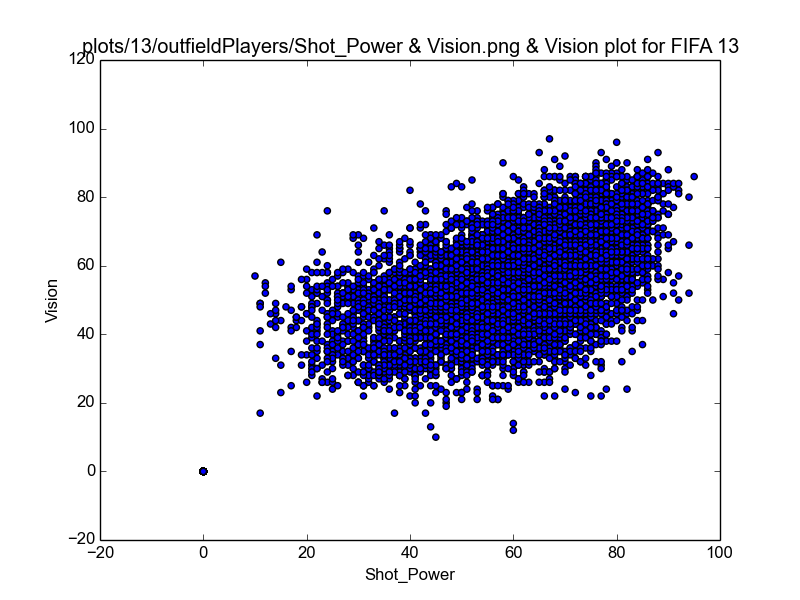 plots/13/outfieldPlayers/Shot_Power & Vision.png & Vision plot for FIFA 13
120
100
80
60
40
20
0
−20
Vision
−20 0 20 40 60 80 100
Shot_Power